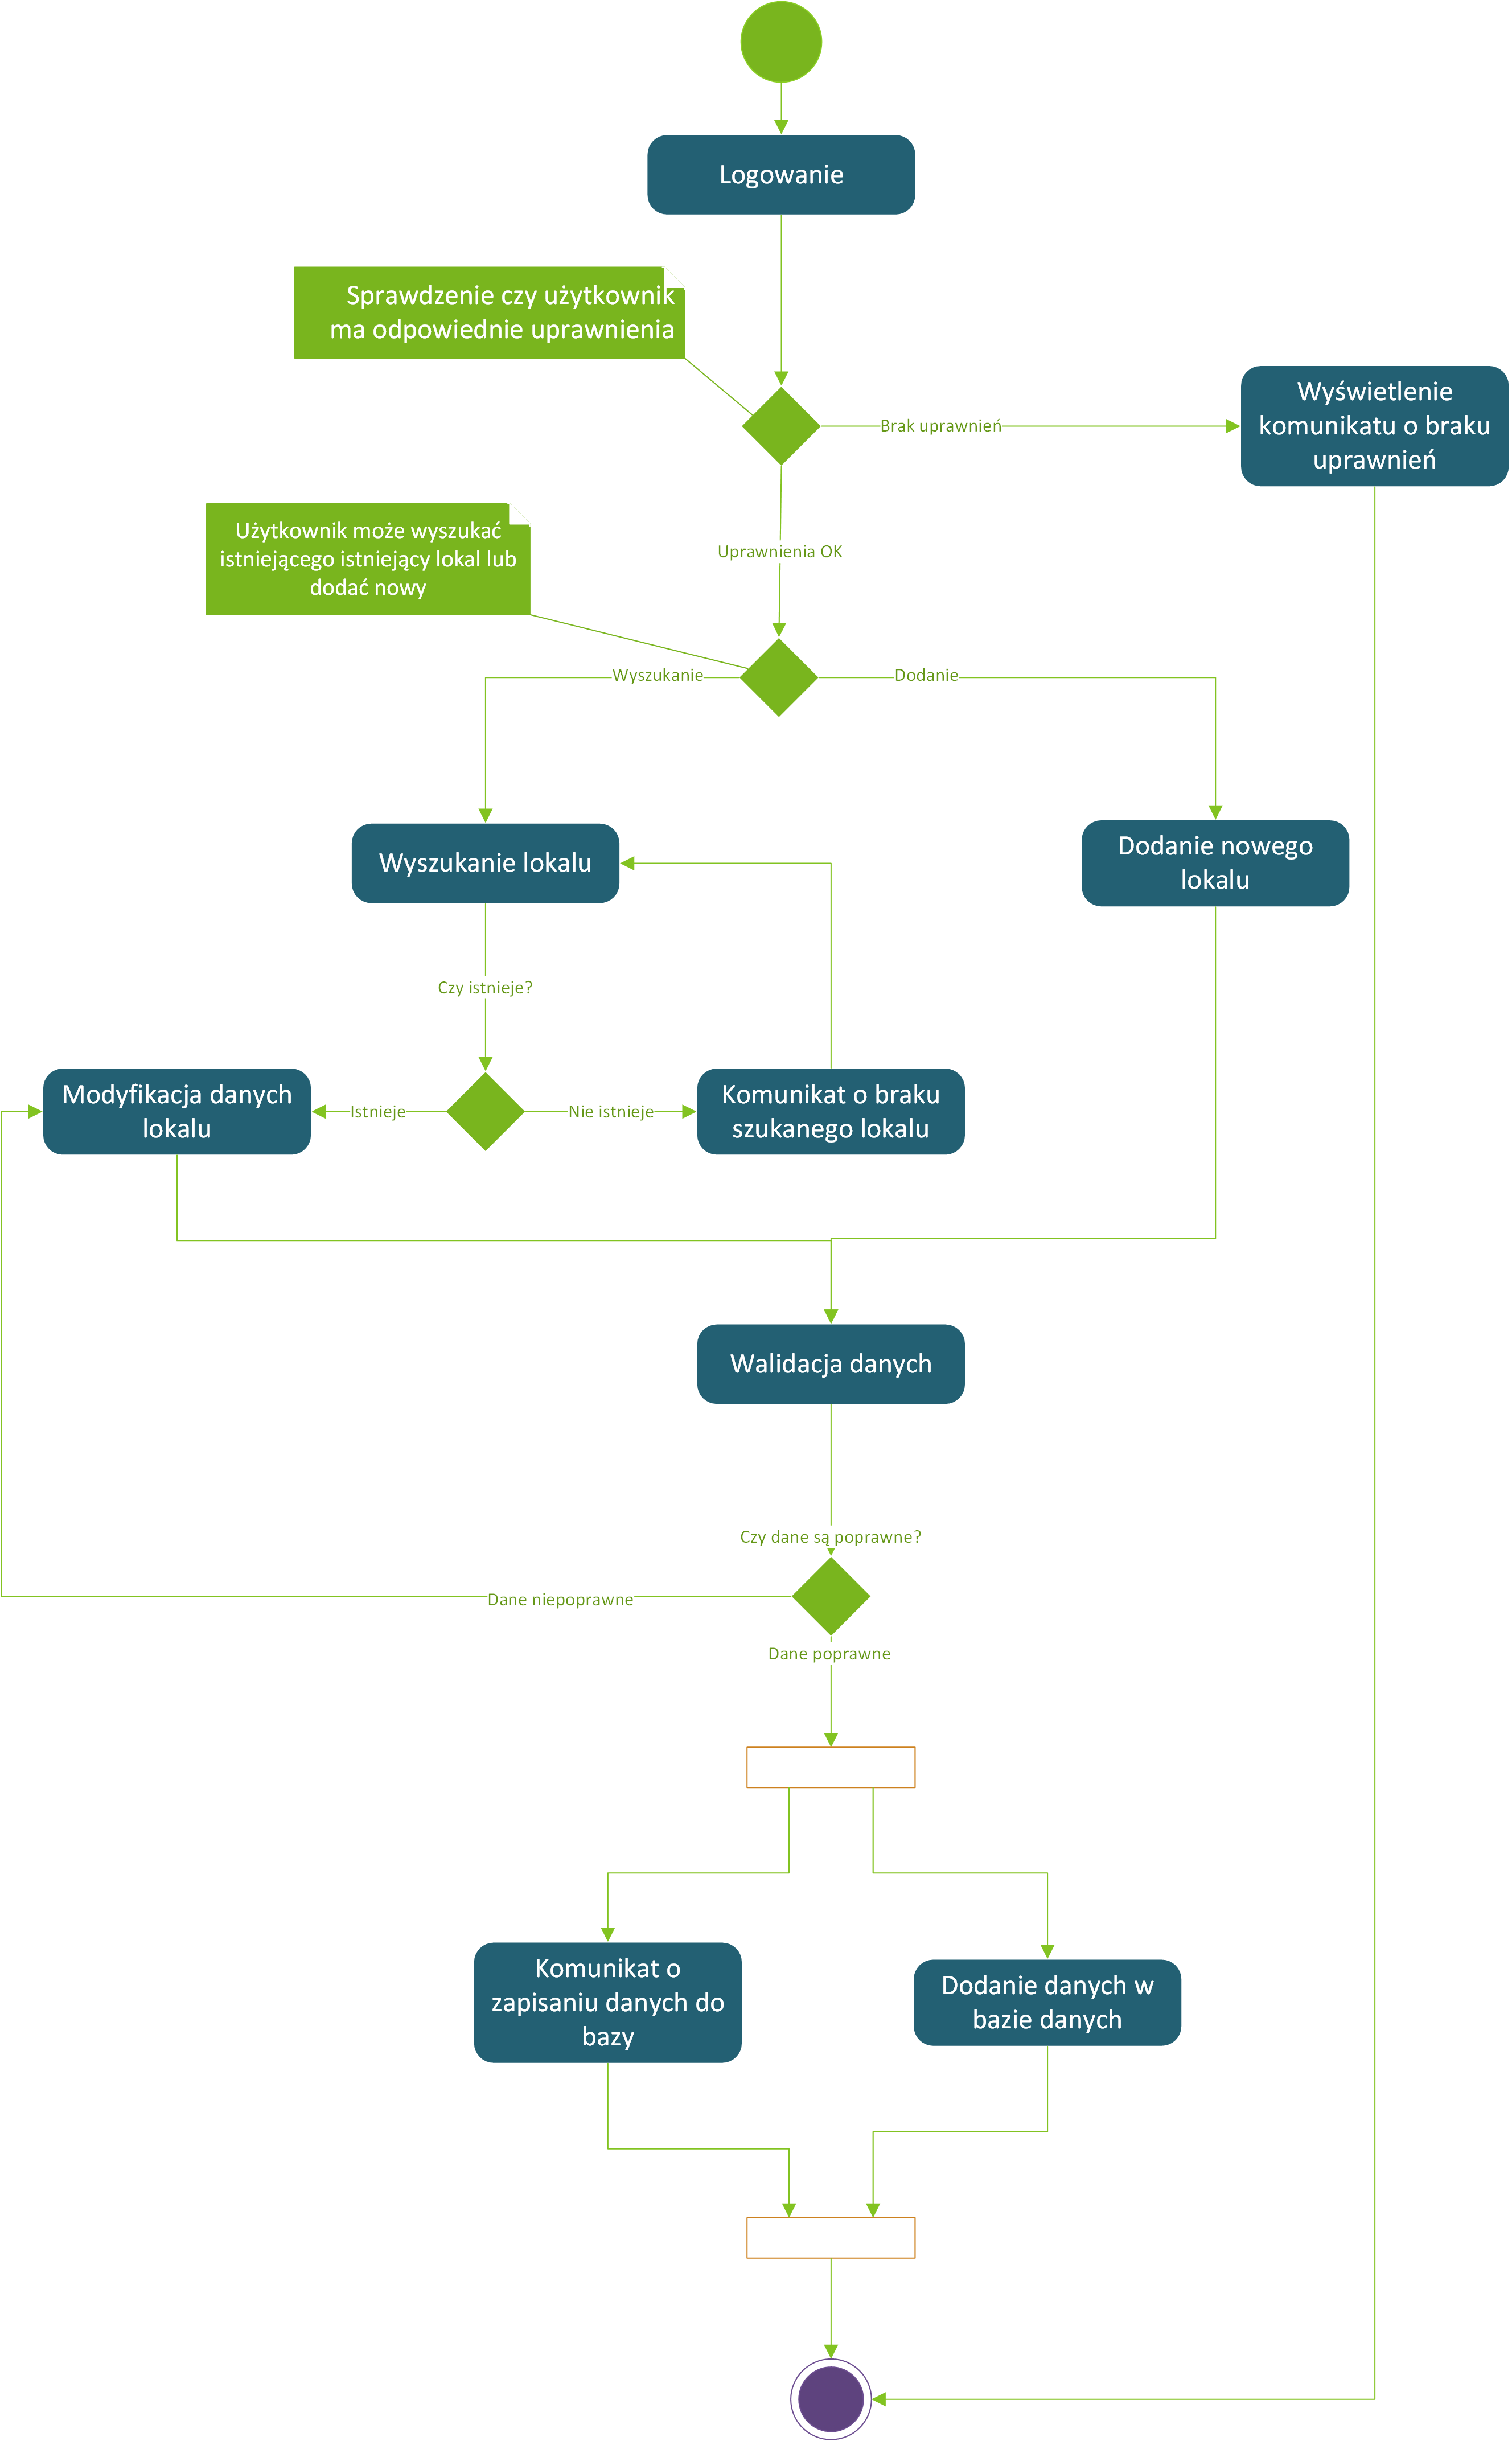 Logowanie
Sprawdzenie czy użytkownik
ma odpowiednie uprawnienia
Wyświetlenie
komunikatu o braku
uprawnień
Brak uprawnień
Użytkownik może wyszukać
istniejącego istniejący lokal lub
dodać nowy
Uprawnienia OK
Wyszukanie
Dodanie
Wyszukanie lokalu
Dodanie nowego
lokalu
Czy istnieje?
Modyfikacja danych
lokalu
Istnieje
Nie istnieje
Komunikat o braku
szukanego lokalu
Walidacja danych
Czy dane są poprawne?
Dane niepoprawne
Dane poprawne
Komunikat o
zapisaniu danych do
bazy
Dodanie danych w
bazie danych